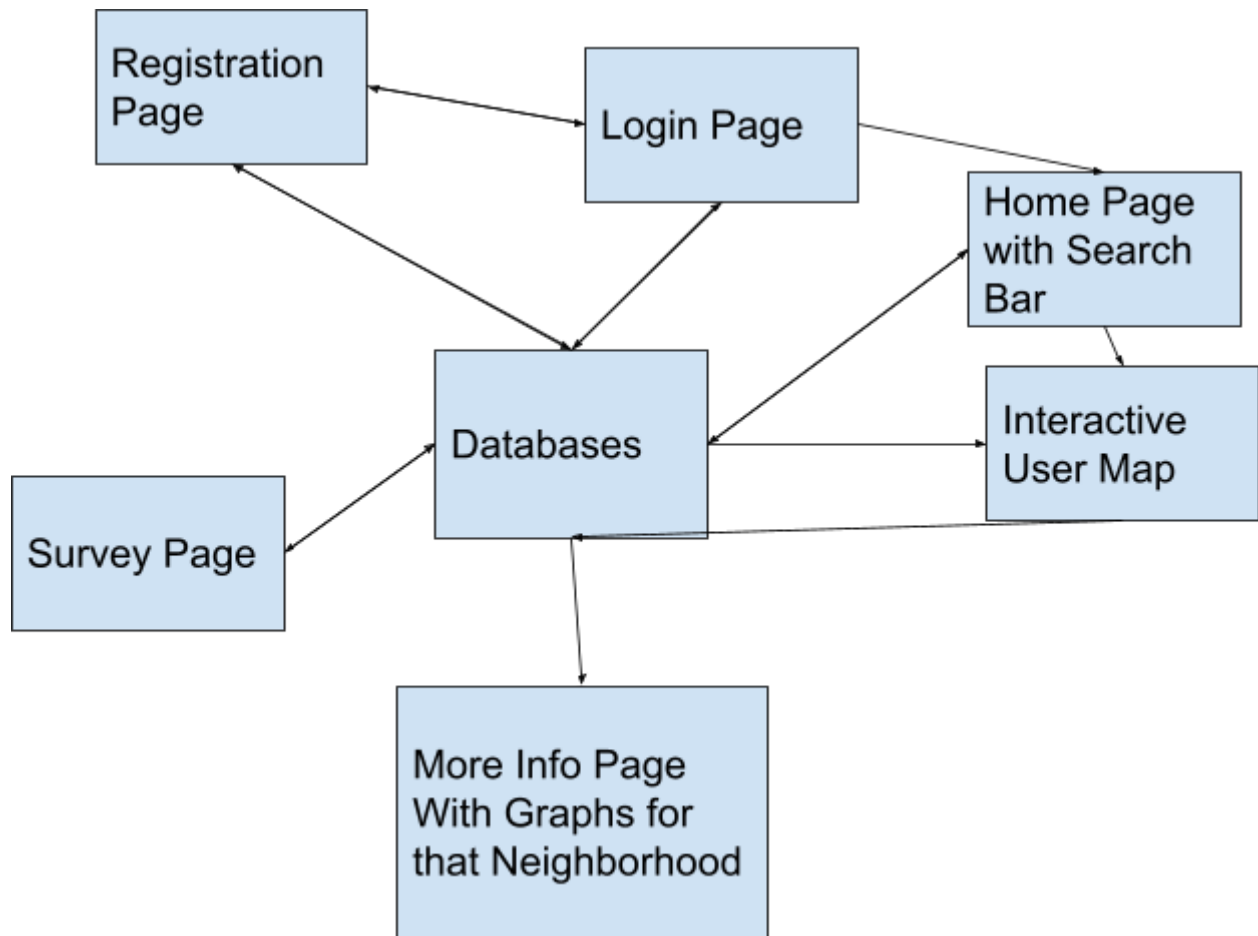 Registration
Page
Login Page
Home Page
with Search
Bar
Databases
Interactive
User Map
Survey Page
More Info Page
With Graphs for
that Neighborhood